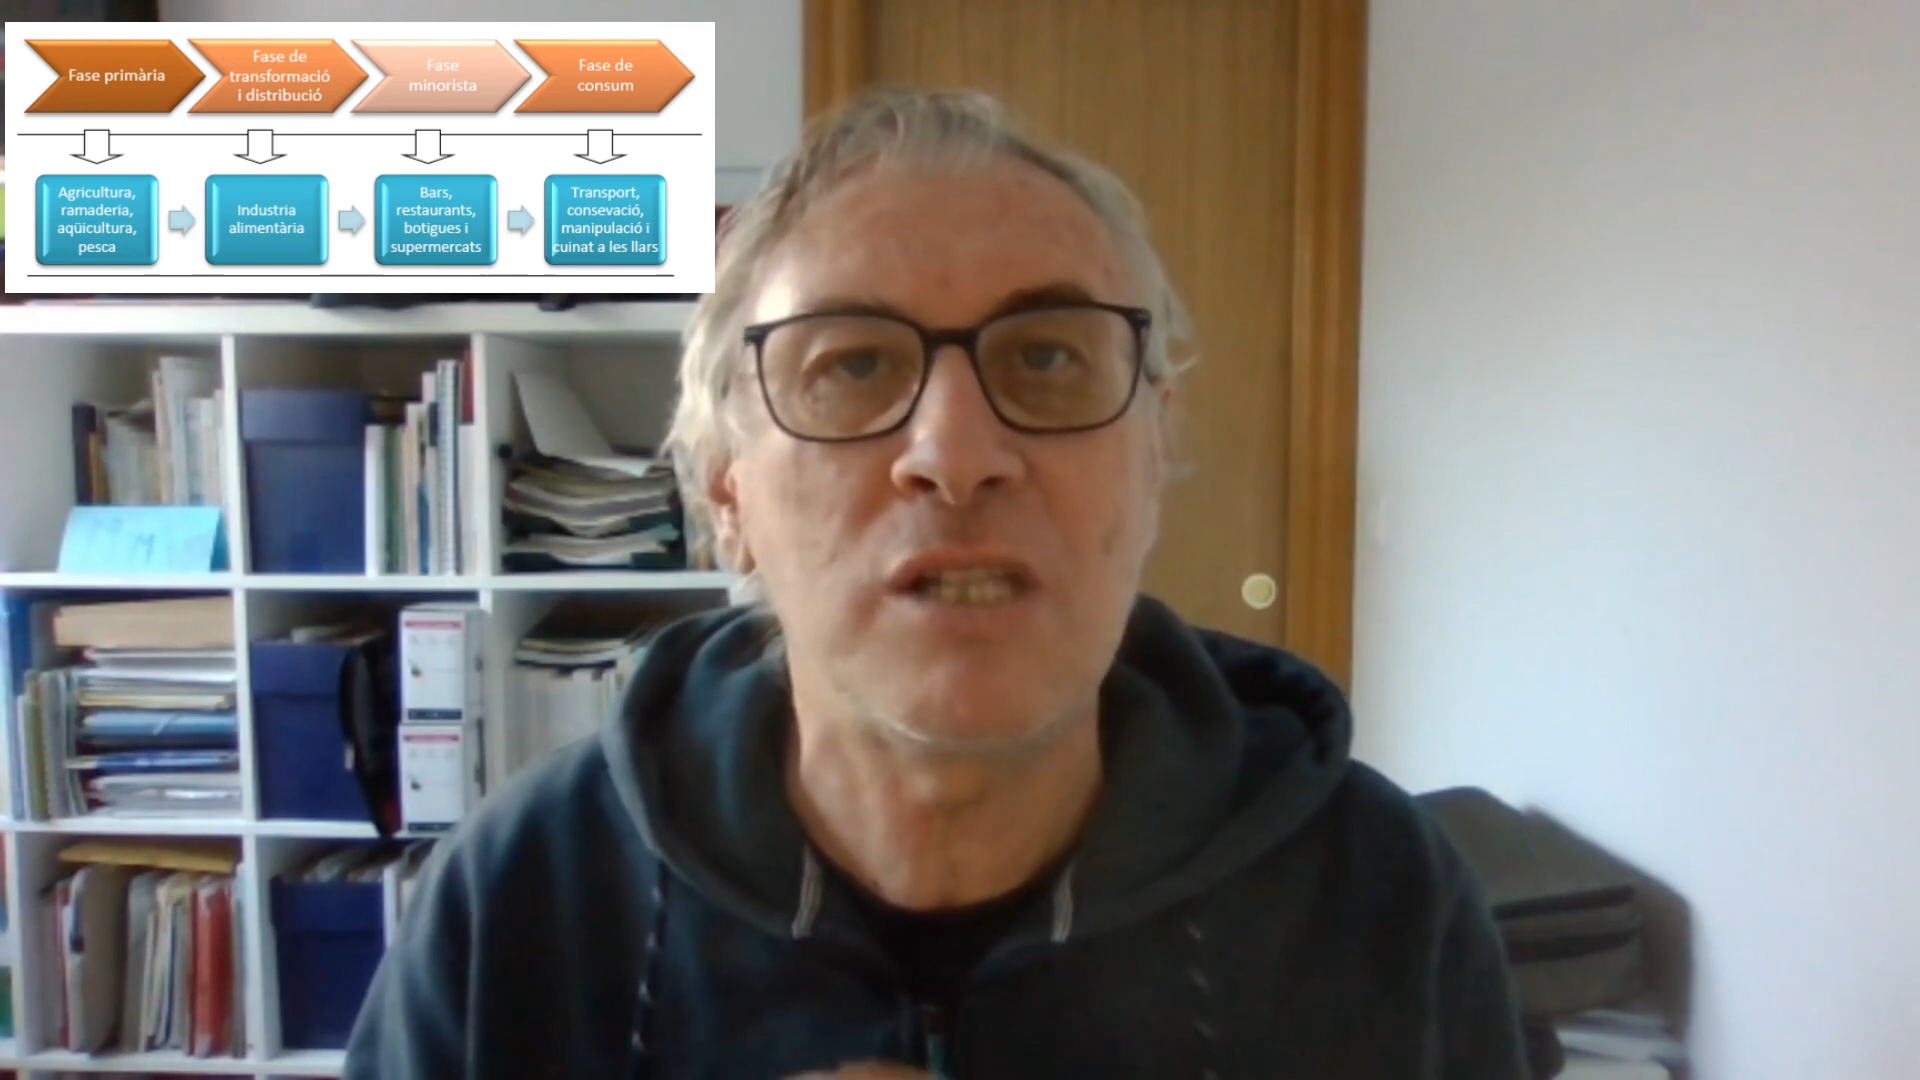 Fase primària
Fase de
transformació
i distribució
Fase
minorista
Fase de
consum
Agricultura,
ramaderia,
aqüicultura,
pesca
Industria
alimentària
Bars,
restaurants,
botigues i
supermercats
Transport,
consevació,
manipulació i
cuinat a les llars